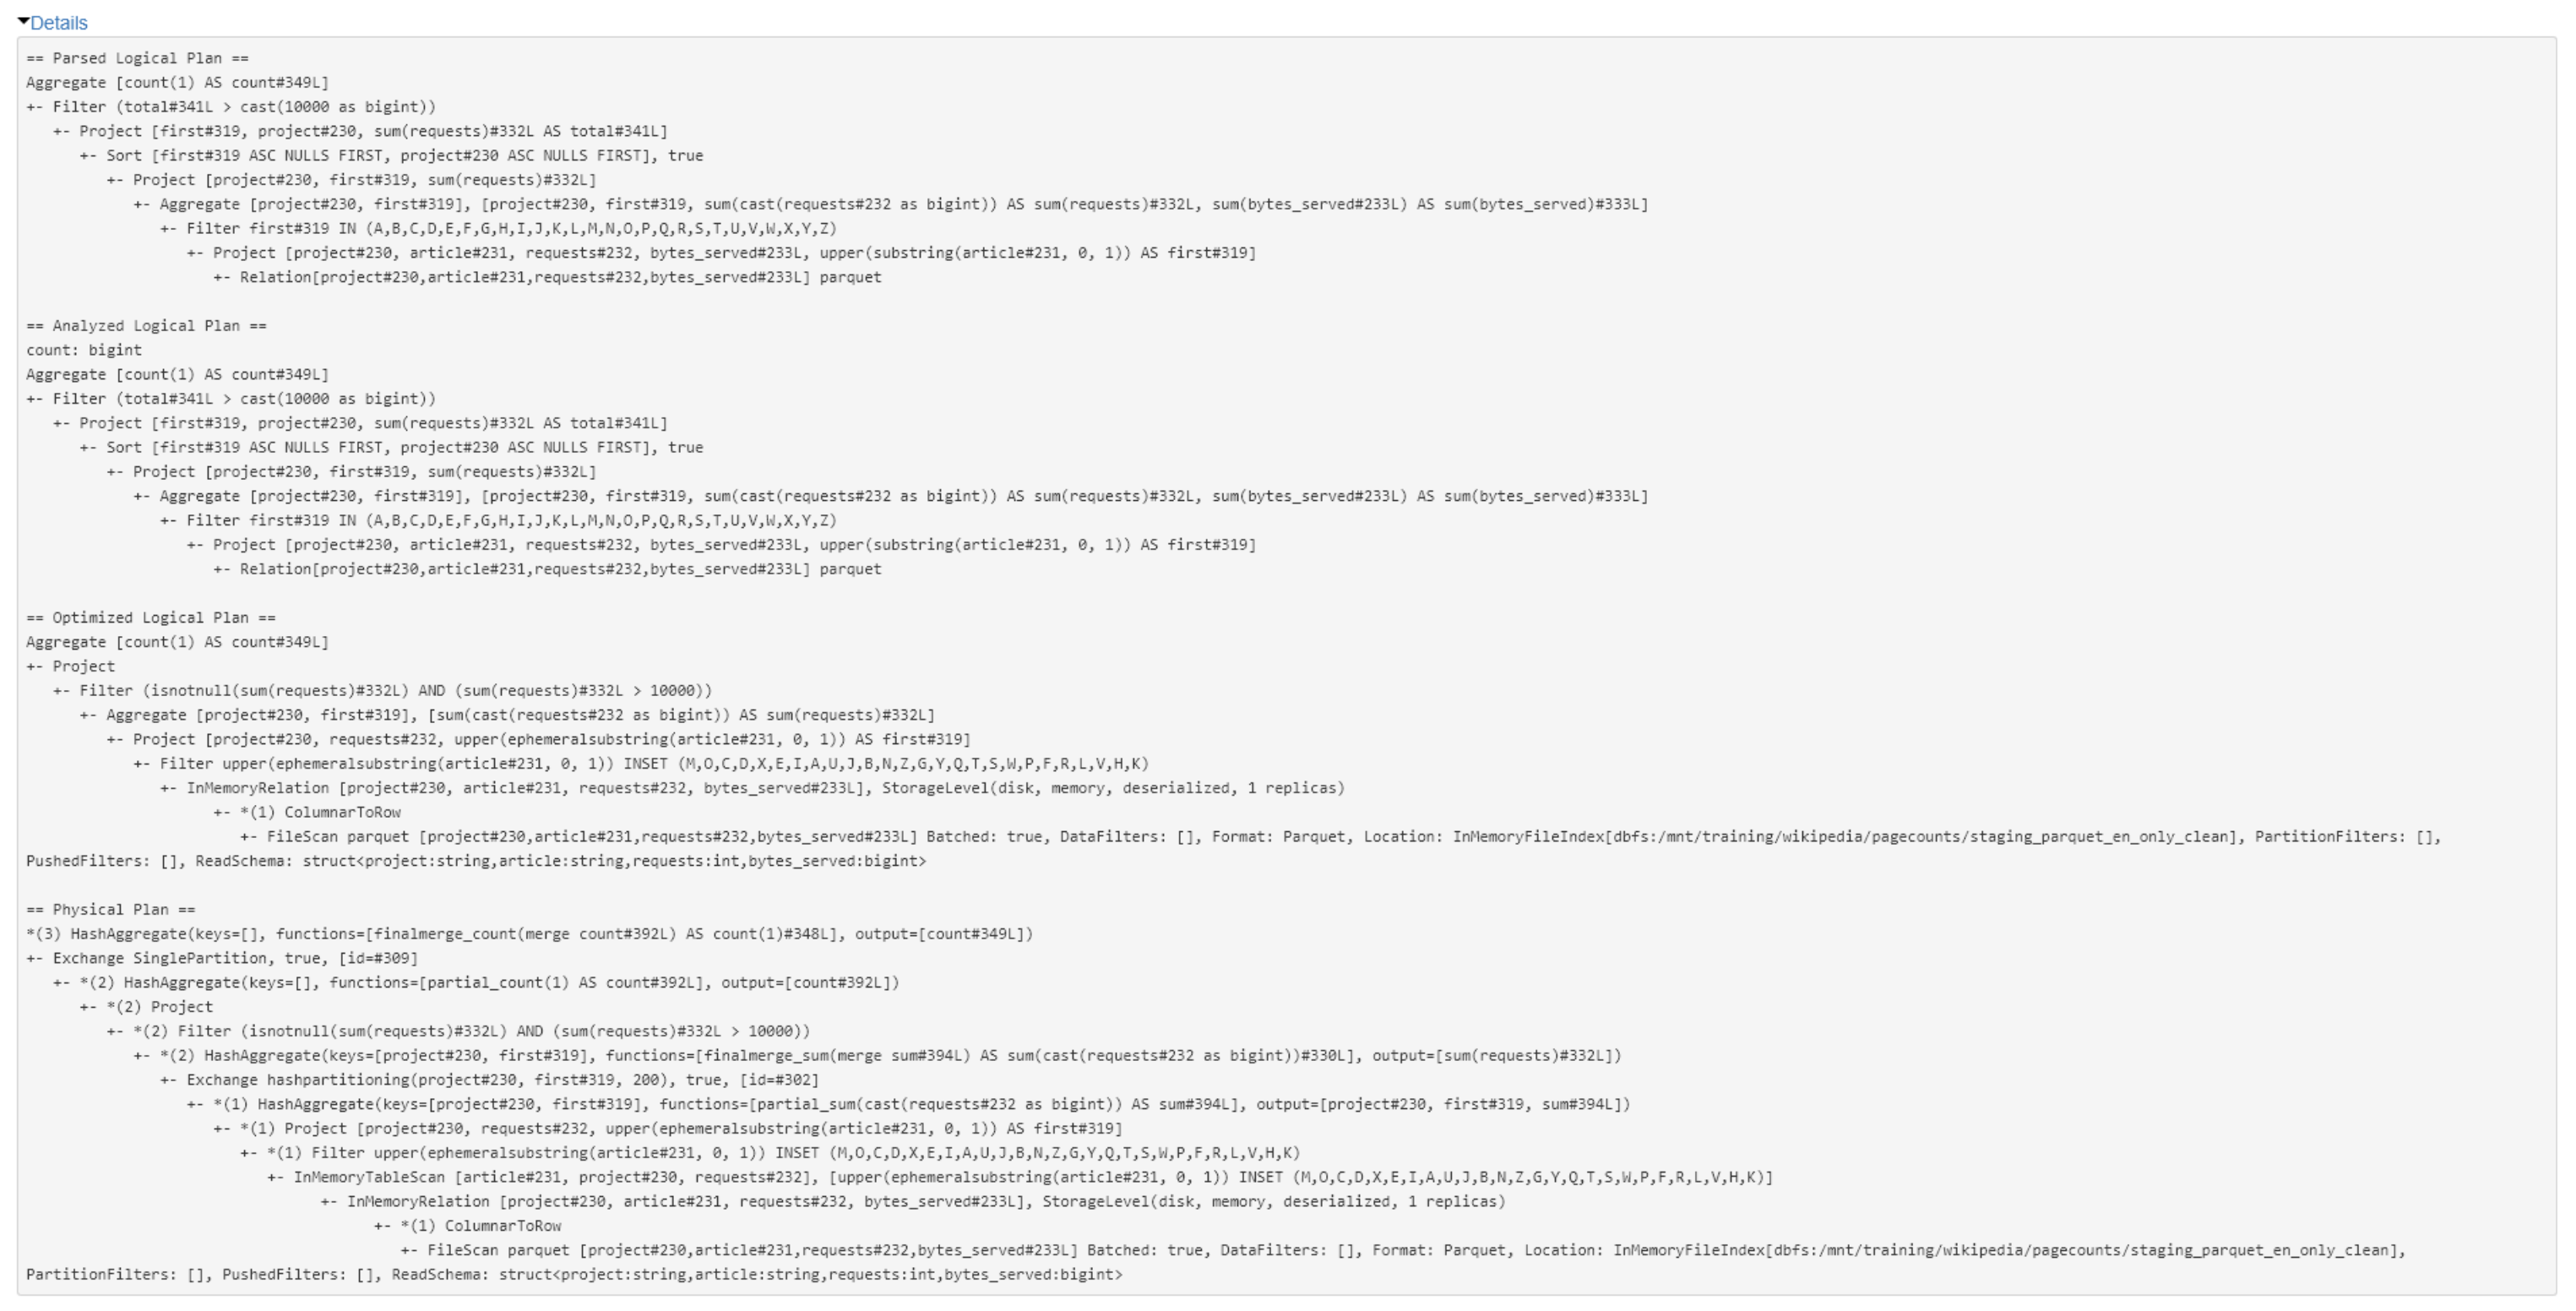 Details
== Parsed Logical Plan ==
Aggregate [count(1) AS count#349L]
+- Filter (total#341L > cast(10000 as bigint))
   +- Project [first#319, project#230, sum(requests)#332L AS total#341L]
      +- Sort [first#319 ASC NULLS FIRST, project#230 ASC NULLS FIRST], true
         +- Project [project#230, first#319, sum(requests)#332L]
            +- Aggregate [project#230, first#319], [project#230, first#319, sum(cast(requests#232 as bigint)) AS sum(requests)#332L, sum(bytes_served#233L) AS sum(bytes_served)#333L]
               +- Filter first#319 IN (A,B,C,D,E,F,G,H,I,J,K,L,M,N,O,P,Q,R,S,T,U,V,W,X,Y,Z)
                  +- Project [project#230, article#231, requests#232, bytes_served#233L, upper(substring(article#231, 0, 1)) AS first#319]
                     +- Relation[project#230,article#231,requests#232,bytes_served#233L] parquet

== Analyzed Logical Plan ==
count: bigint
Aggregate [count(1) AS count#349L]
+- Filter (total#341L > cast(10000 as bigint))
   +- Project [first#319, project#230, sum(requests)#332L AS total#341L]
      +- Sort [first#319 ASC NULLS FIRST, project#230 ASC NULLS FIRST], true
         +- Project [project#230, first#319, sum(requests)#332L]
            +- Aggregate [project#230, first#319], [project#230, first#319, sum(cast(requests#232 as bigint)) AS sum(requests)#332L, sum(bytes_served#233L) AS sum(bytes_served)#333L]
               +- Filter first#319 IN (A,B,C,D,E,F,G,H,I,J,K,L,M,N,O,P,Q,R,S,T,U,V,W,X,Y,Z)
                  +- Project [project#230, article#231, requests#232, bytes_served#233L, upper(substring(article#231, 0, 1)) AS first#319]
                     +- Relation[project#230,article#231,requests#232,bytes_served#233L] parquet

== Optimized Logical Plan ==
Aggregate [count(1) AS count#349L]
+- Project
   +- Filter (isnotnull(sum(requests)#332L) AND (sum(requests)#332L > 10000))
      +- Aggregate [project#230, first#319], [sum(cast(requests#232 as bigint)) AS sum(requests)#332L]
         +- Project [project#230, requests#232, upper(ephemeralsubstring(article#231, 0, 1)) AS first#319]
            +- Filter upper(ephemeralsubstring(article#231, 0, 1)) INSET (M,O,C,D,X,E,I,A,U,J,B,N,Z,G,Y,Q,T,S,W,P,F,R,L,V,H,K)
               +- InMemoryRelation [project#230, article#231, requests#232, bytes_served#233L], StorageLevel(disk, memory, deserialized, 1 replicas)
                     +- *(1) ColumnarToRow
                        +- FileScan parquet [project#230,article#231,requests#232,bytes_served#233L] Batched: true, DataFilters: [], Format: Parquet, Location: InMemoryFileIndex[dbfs:/mnt/training/wikipedia/pagecounts/staging_parquet_en_only_clean], PartitionFilters: [],
PushedFilters: [], ReadSchema: struct<project:string,article:string,requests:int,bytes_served:bigint>

== Physical Plan ==
*(3) HashAggregate(keys=[], functions=[finalmerge_count(merge count#392L) AS count(1)#348L], output=[count#349L])
+- Exchange SinglePartition, true, [id=#309]
   +- *(2) HashAggregate(keys=[], functions=[partial_count(1) AS count#392L], output=[count#392L])
      +- *(2) Project
         +- *(2) Filter (isnotnull(sum(requests)#332L) AND (sum(requests)#332L > 10000))
            +- *(2) HashAggregate(keys=[project#230, first#319], functions=[finalmerge_sum(merge sum#394L) AS sum(cast(requests#232 as bigint))#330L], output=[sum(requests)#332L])
               +- Exchange hashpartitioning(project#230, first#319, 200), true, [id=#302]
                  +- *(1) HashAggregate(keys=[project#230, first#319], functions=[partial_sum(cast(requests#232 as bigint)) AS sum#394L], output=[project#230, first#319, sum#394L])
                     +- *(1) Project [project#230, requests#232, upper(ephemeralsubstring(article#231, 0, 1)) AS first#319]
                        +- *(1) Filter upper(ephemeralsubstring(article#231, 0, 1)) INSET (M,O,C,D,X,E,I,A,U,J,B,N,Z,G,Y,Q,T,S,W,P,F,R,L,V,H,K)
                           +- InMemoryTableScan [article#231, project#230, requests#232], [upper(ephemeralsubstring(article#231, 0, 1)) INSET (M,O,C,D,X,E,I,A,U,J,B,N,Z,G,Y,Q,T,S,W,P,F,R,L,V,H,K)]
                                 +- InMemoryRelation [project#230, article#231, requests#232, bytes_served#233L], StorageLevel(disk, memory, deserialized, 1 replicas)
                                       +- *(1) ColumnarToRow
                                          +- FileScan parquet [project#230,article#231,requests#232,bytes_served#233L] Batched: true, DataFilters: [], Format: Parquet, Location: InMemoryFileIndex[dbfs:/mnt/training/wikipedia/pagecounts/staging_parquet_en_only_clean],
PartitionFilters: [], PushedFilters: [], ReadSchema: struct<project:string,article:string,requests:int,bytes_served:bigint>